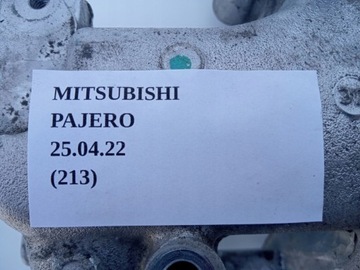 MITSUBISHI
PAJERO
25.04.22
(213)